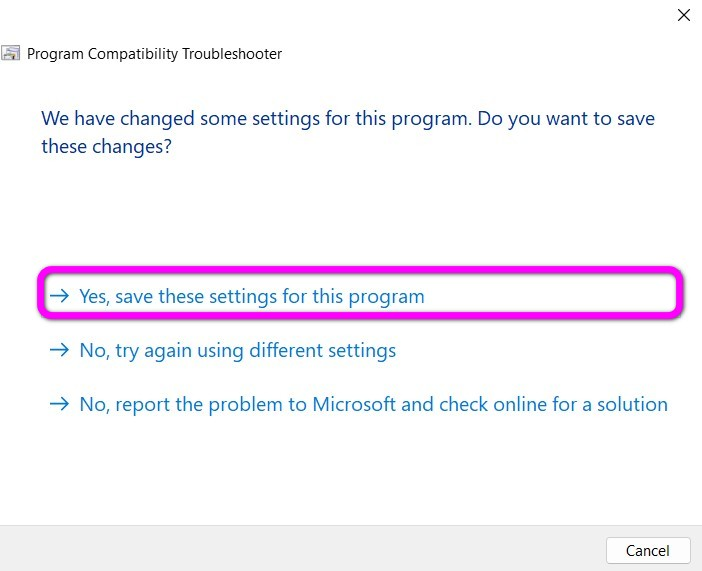 Program Compatibility Troubleshooter
We have changed some settings for this program. Do you want to save
these changes?
Yes, save these settings for this program
No, try again using different settings
No, report the problem to Microsoft and check online for a solution
Cancel